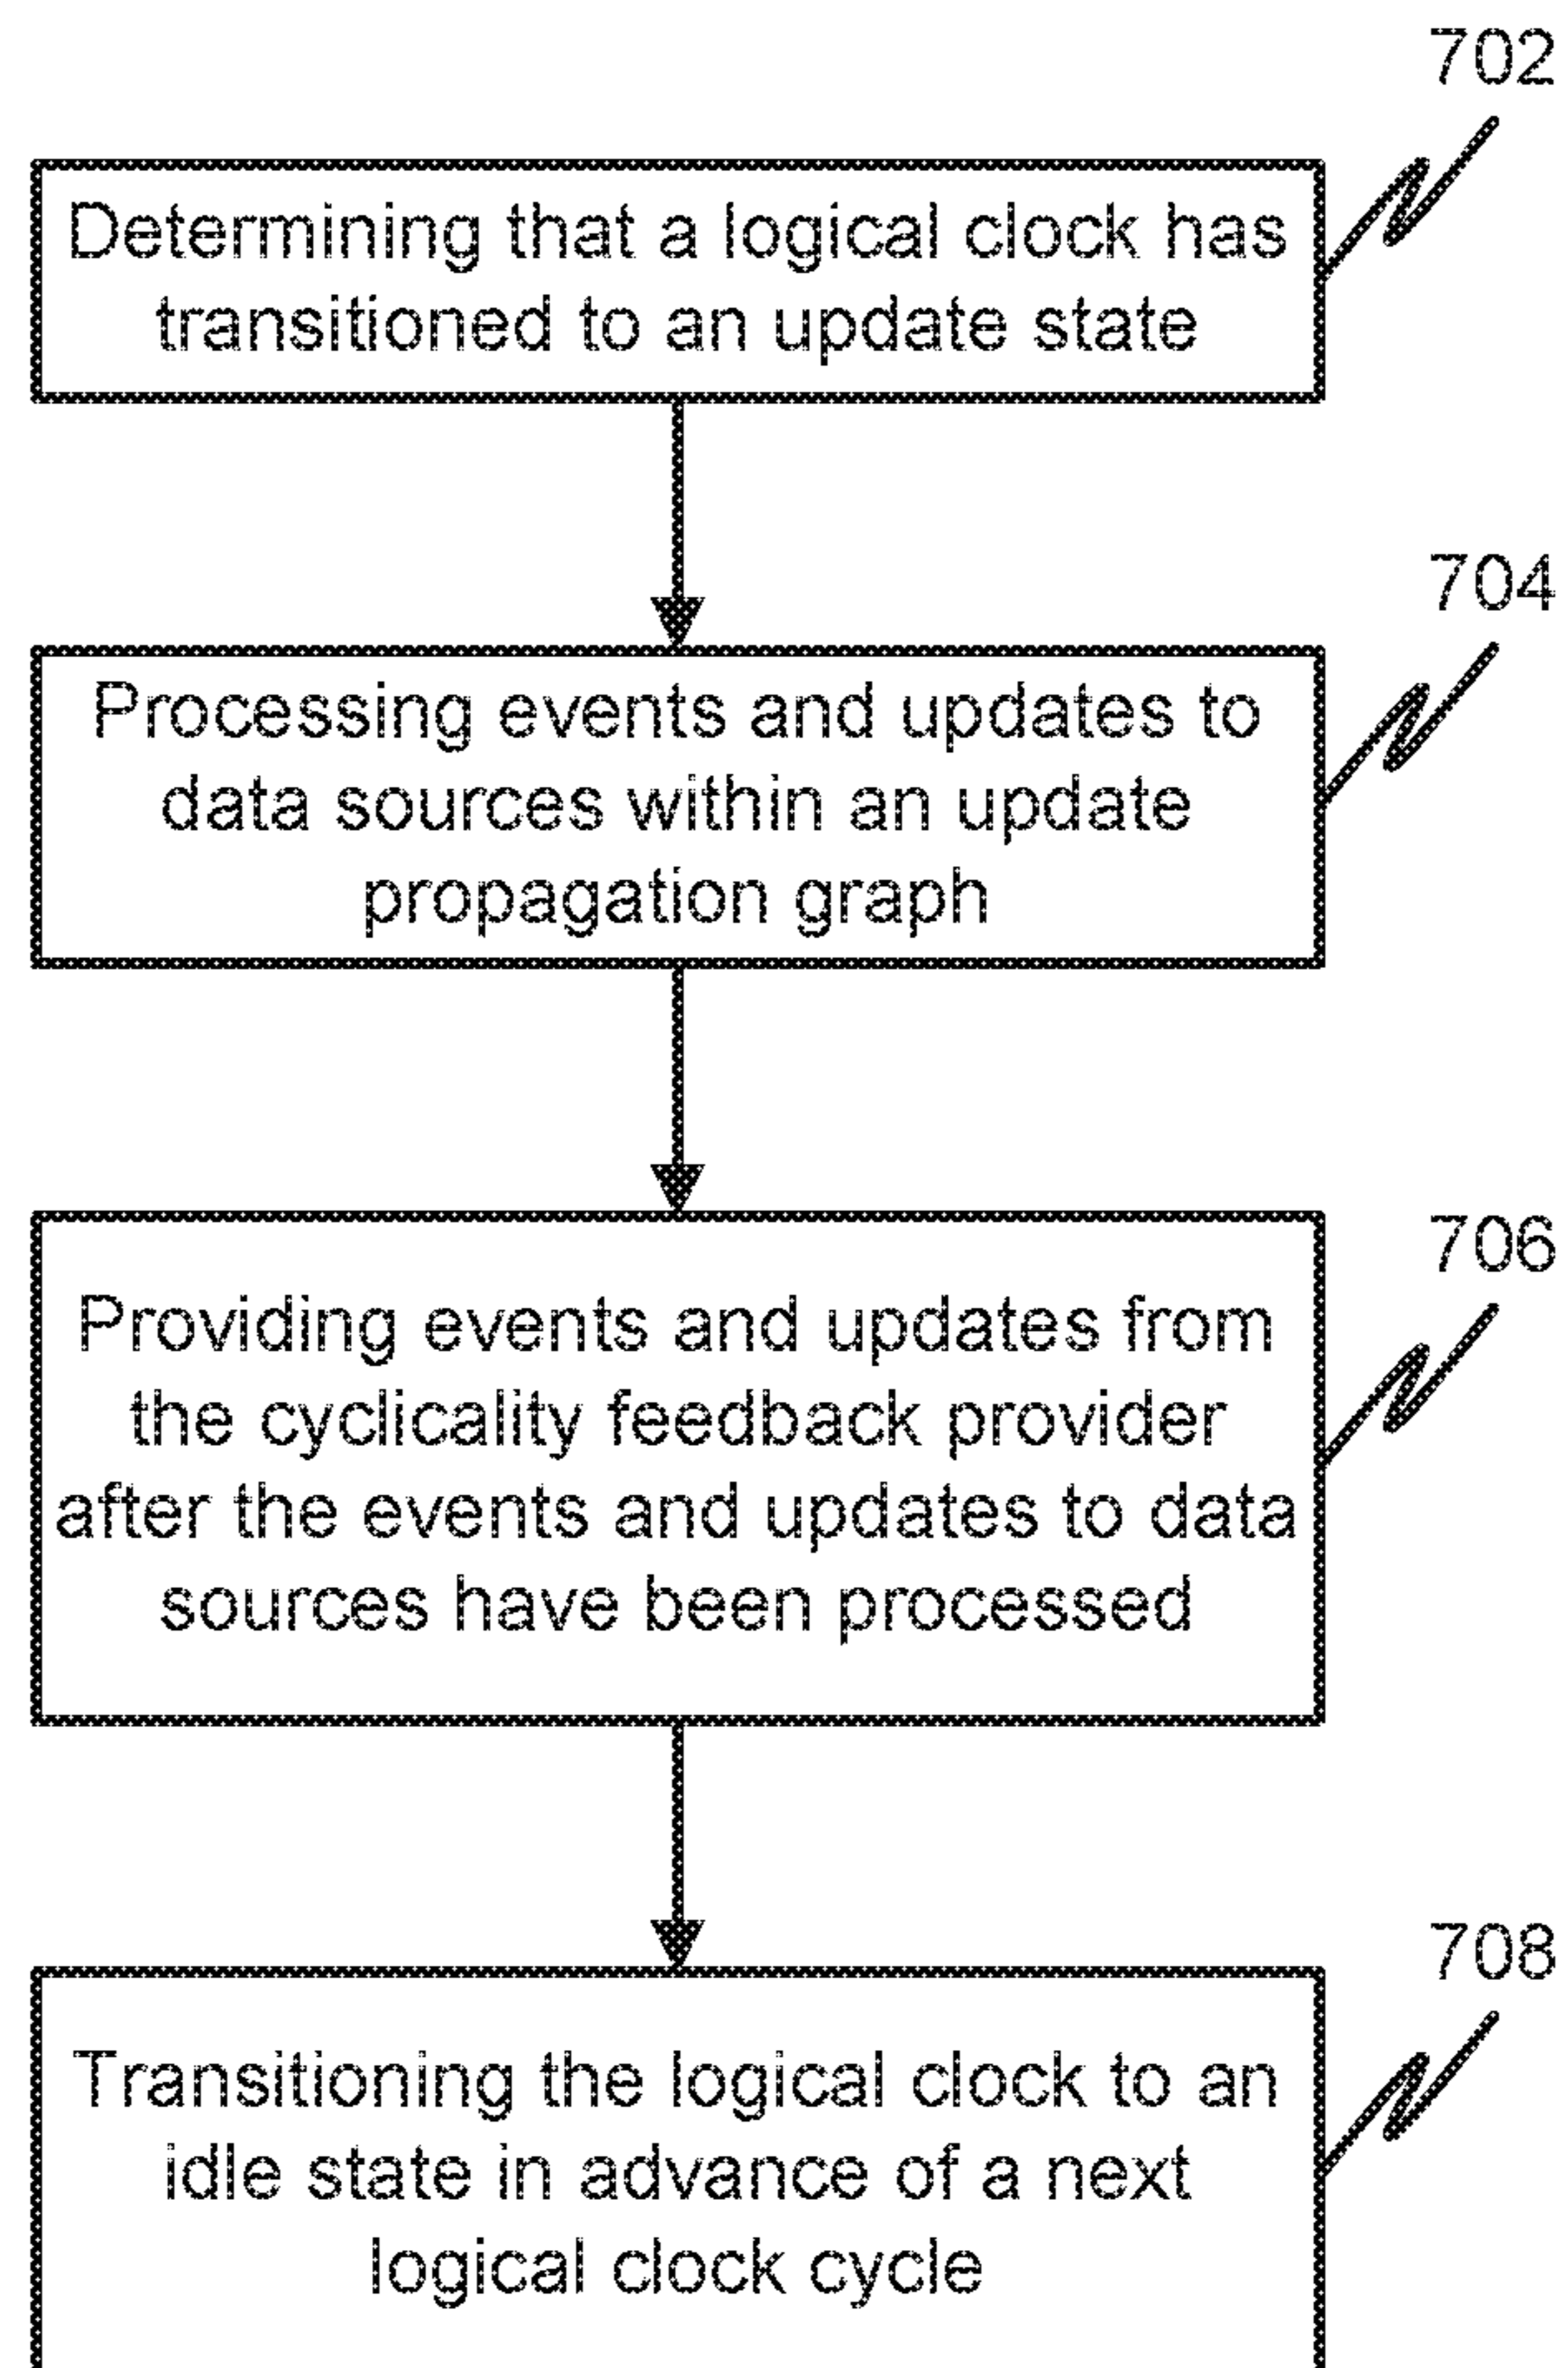 702
Determining that a logical clock has
transitioned to an update state
704
Processing events and updates to
data sources within an update
propagation graph
706
Providing events and updates from
the cyclicality feedback provider
after the events and updates to data
sources have been processed
708
Transitioning the logical clock to an
idle state in advance of a next
logical clock cycle